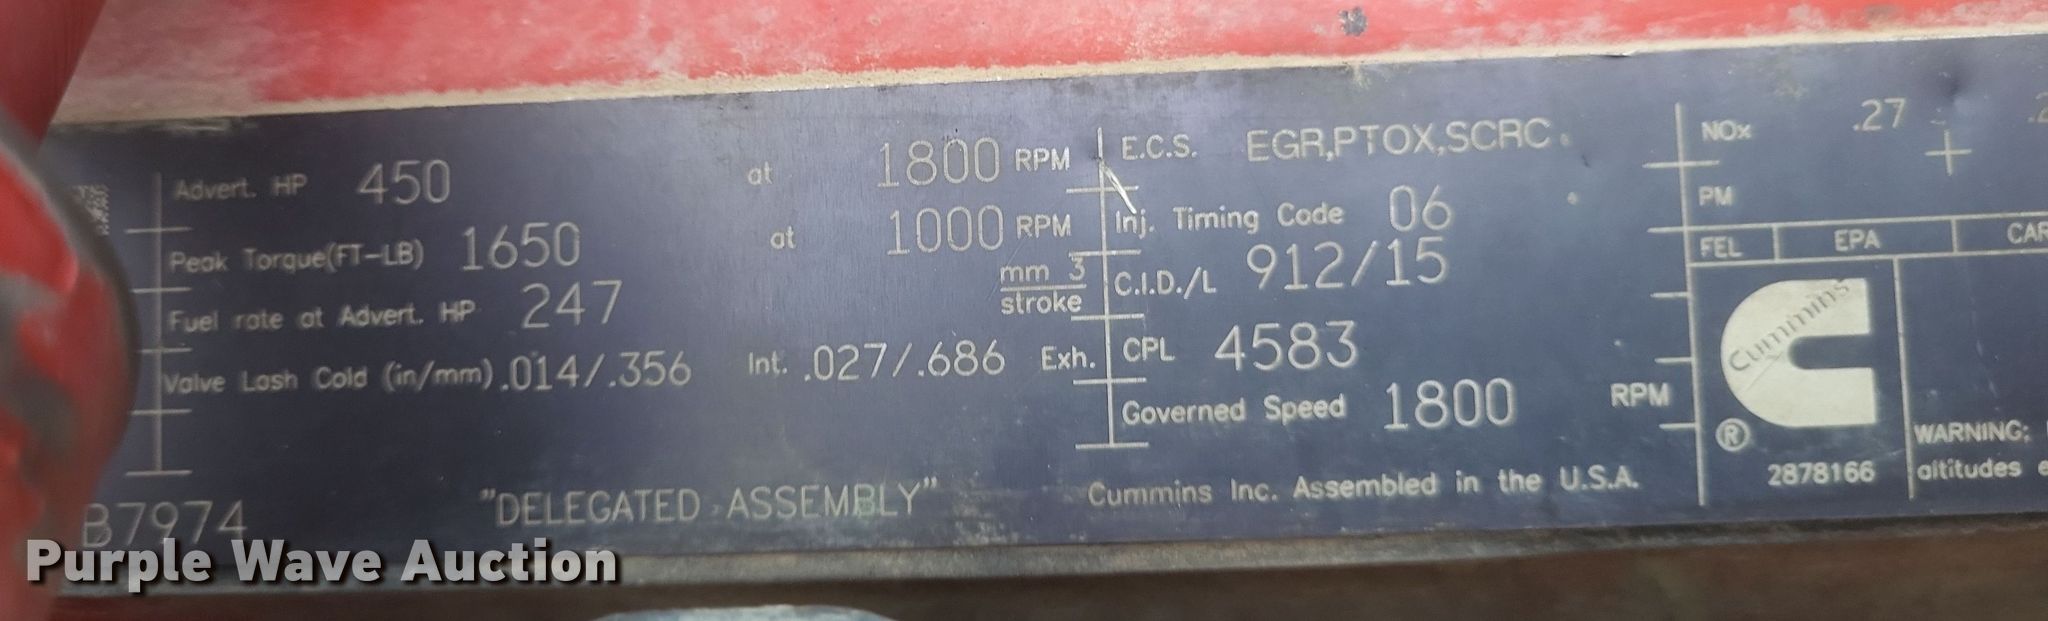 Advert. HP 450 at 1800 RPM
Peak Torque(FT-LB) 1650 at 1000 RPM
Fuel rate at Advert. HP 247 mm 3
stroke
Valve Lash Cold (in/mm) .014/.356 Int. .027/.686 Exh.
B7974
"DELEGATED ASSEMBLY"
E.C.S. EGR,PTOX,SCRC
Inj. Timing Code 06
C.I.D./L 912/15
CPL 4583
Governed Speed 1800 RPM
Cummins Inc. Assembled in the U.S.A.
NOx .27
PM
FEL EPA CAR
Cummins
®
2878166
WARNING:
altitudes
Purple Wave Auction